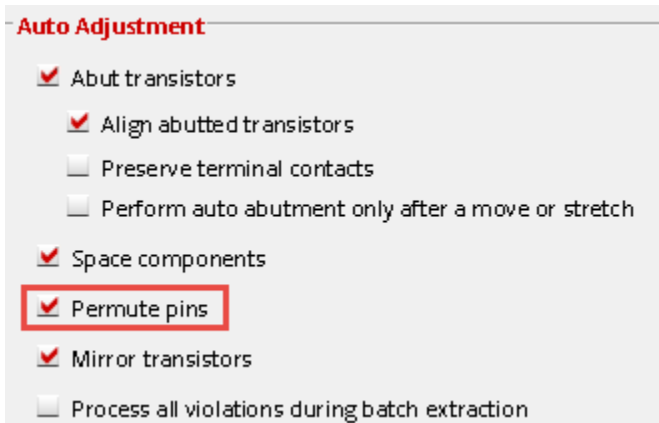 Auto Adjustment
Abut transistors
Align abutted transistors
Preserve terminal contacts
Perform auto abutment only after a move or stretch
Space components
Permute pins
Mirror transistors
Process all violations during batch extraction